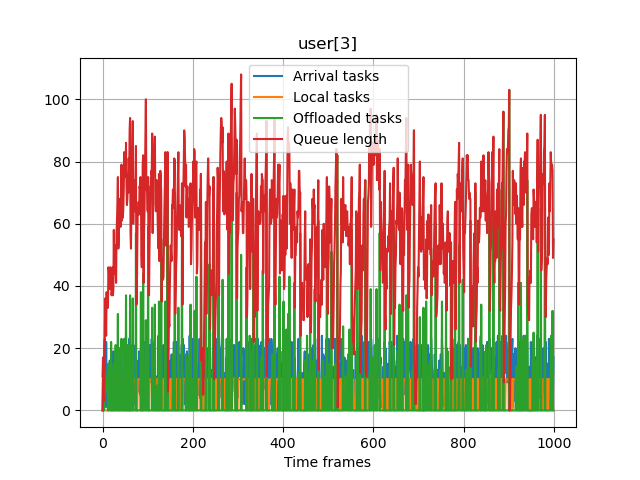 user[3]
Arrival tasks
Local tasks
Offloaded tasks
Queue length
100
80
60
40
20
0
0 200 400 600 800 1000
Time frames